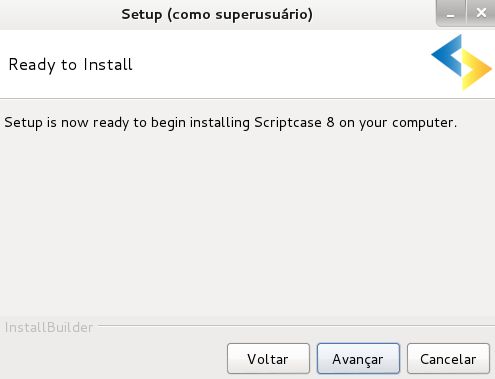 Setup (como superusuário)
Ready to Install
Setup is now ready to begin installing Scriptcase 8 on your computer.
InstallBuilder
Voltar
Avançar
Cancelar